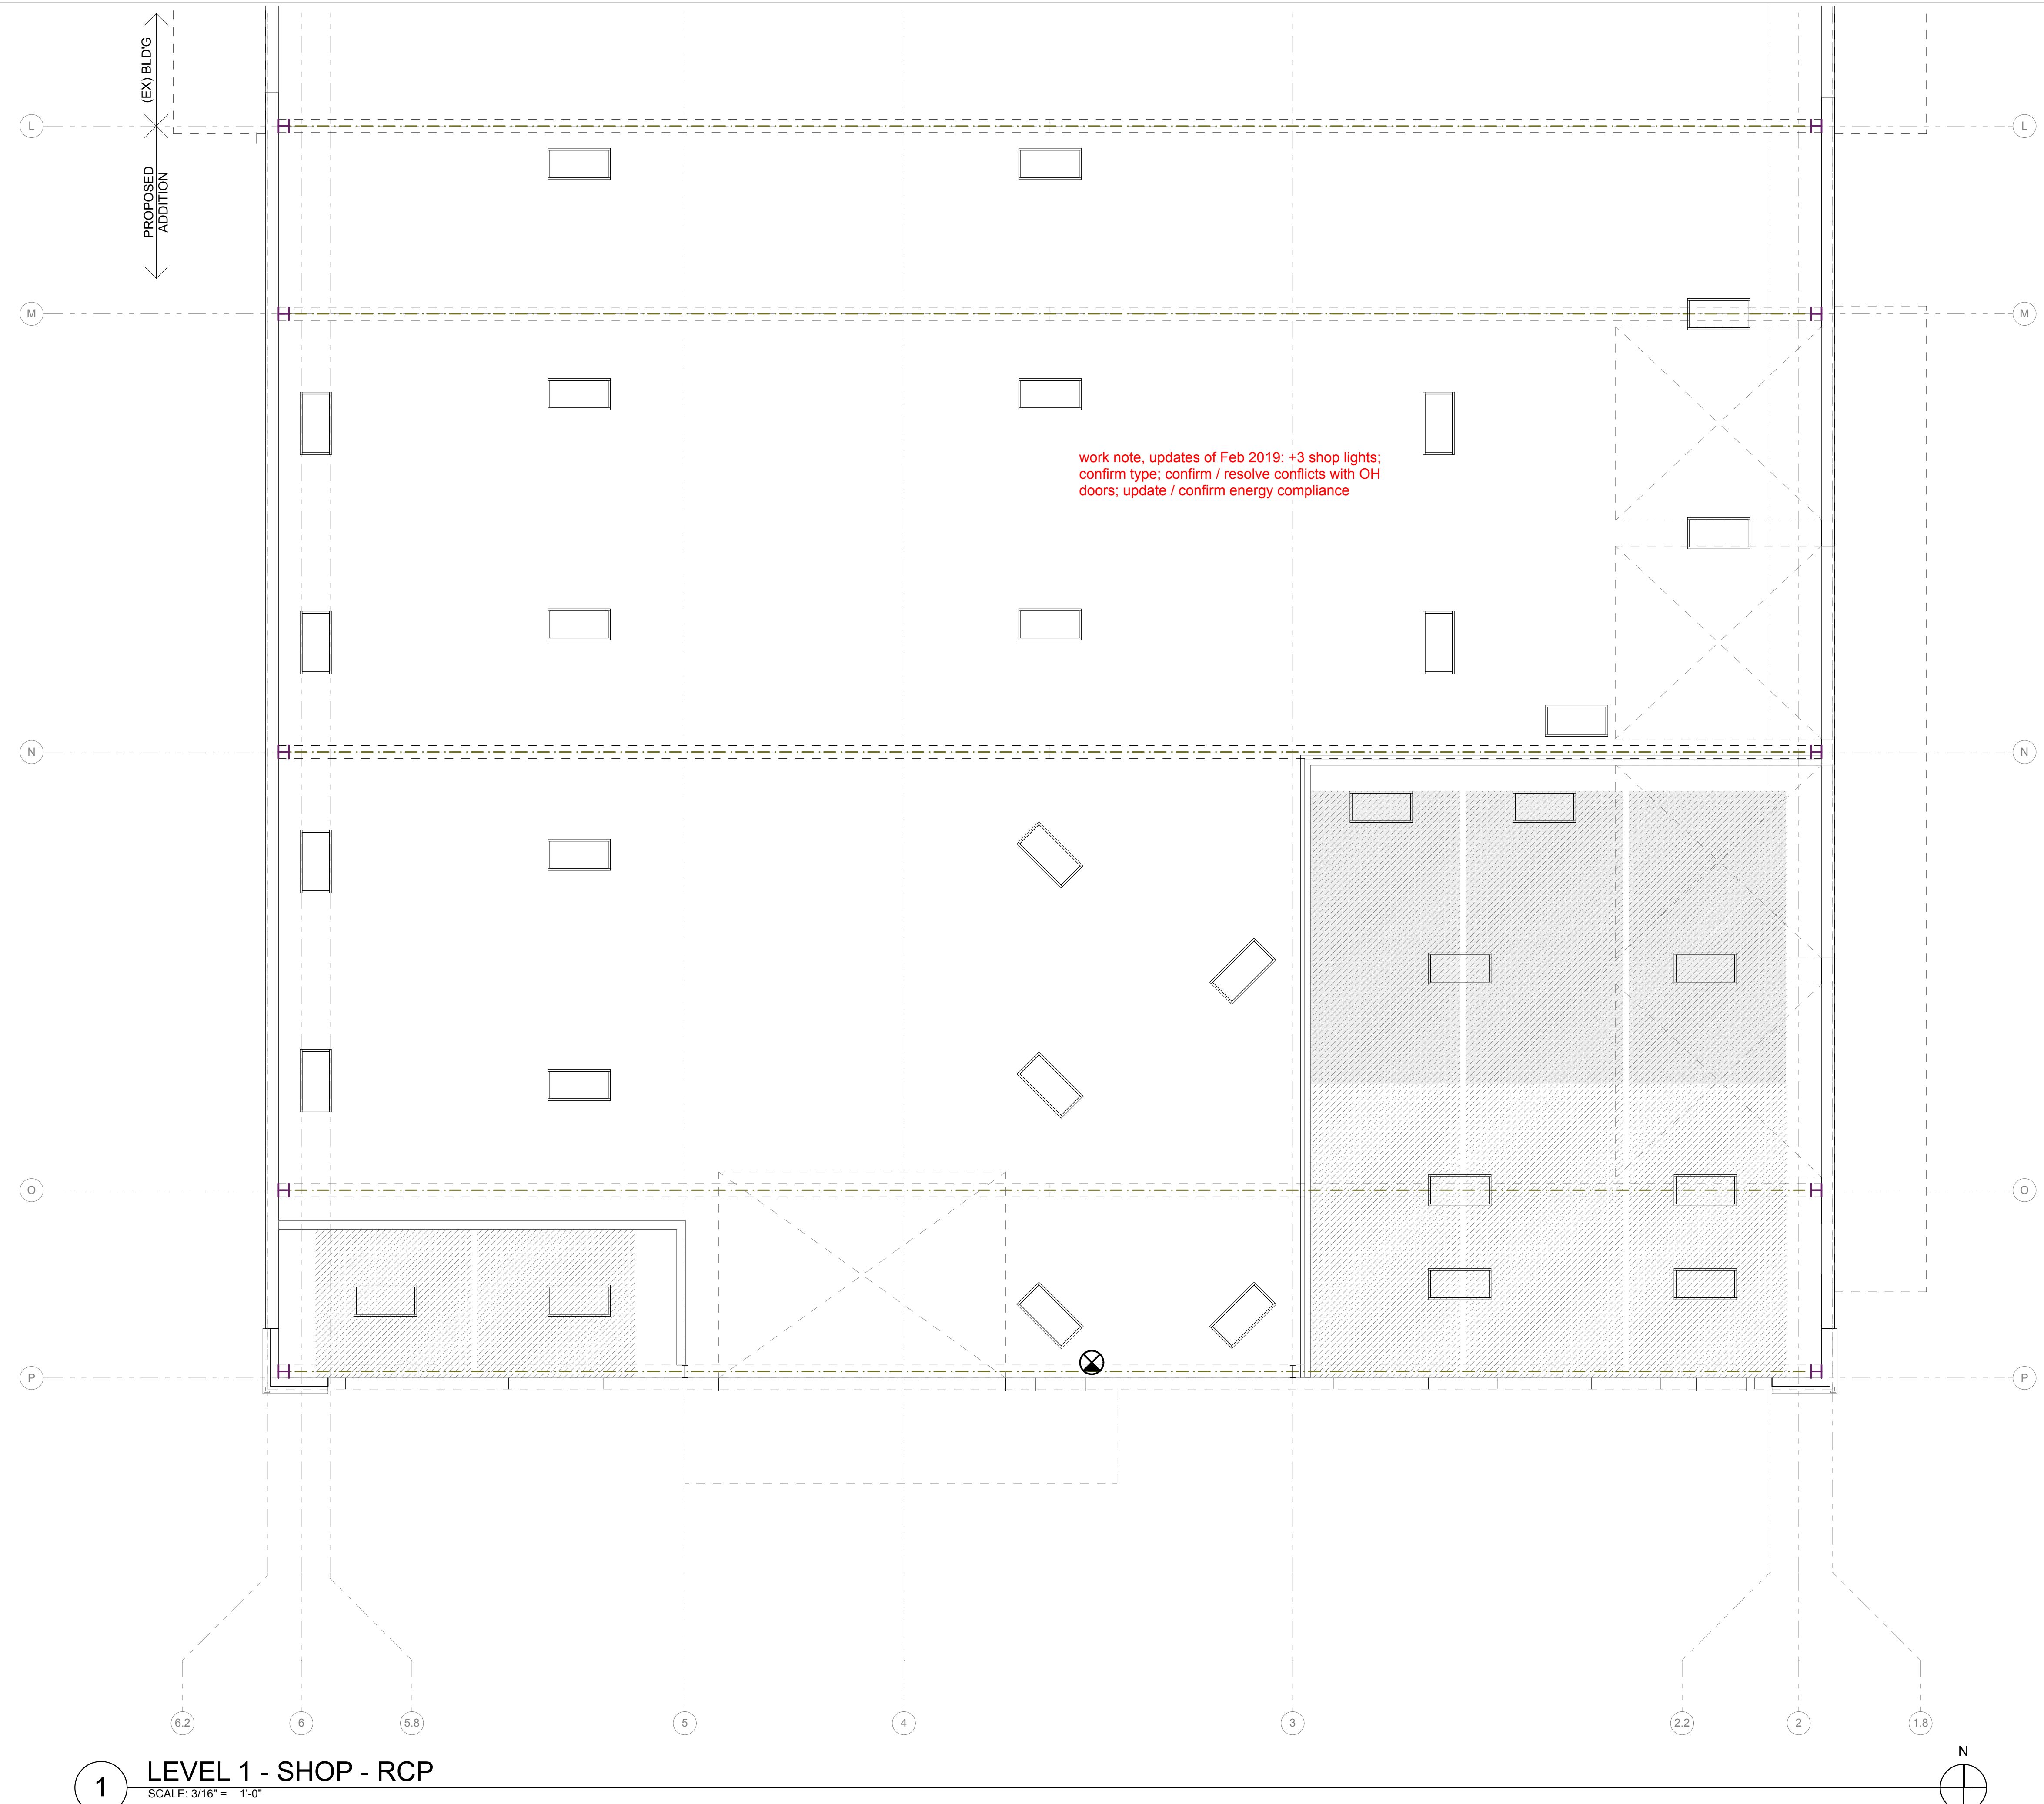 (EX) BLD'G
L
L
PROPOSED
ADDITION
M
M
work note, updates of Feb 2019: +3 shop lights;
confirm type; confirm / resolve conflicts with OH
doors; update / confirm energy compliance
N
N
O
O
P
P
6.2
6
5.8
5
4
3
2.2
2
1.8
1
LEVEL 1 - SHOP - RCP
SCALE: 3/16" = 1'-0"
N